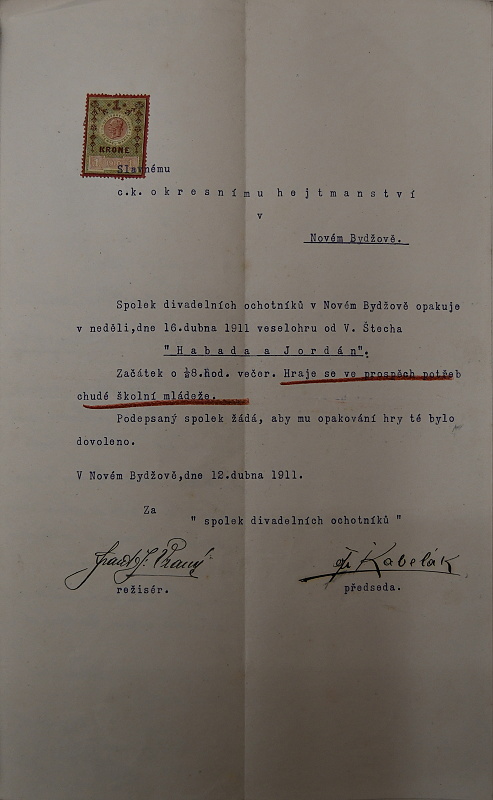 1
KRONE
Slavnému
c.k. okresnímu hejtmanství
v
Novém Bydžově.
Spolek divadelních ochotníků v Novém Bydžově opakuje
v neděli,dne 16.dubna 1911 veselohru od V. Štecha
"Habada a Jordán".
Začátek o ½8.hod. večer. Hraje se ve prospěch potřeb
chudé školní mládeže.
Podepsaný spolek žádá, aby mu opakování hry té bylo
dovoleno.
V Novém Bydžově,dne 12.dubna 1911.
Za
" spolek divadelních ochotníků "
Kabelák
režisér.
předseda.